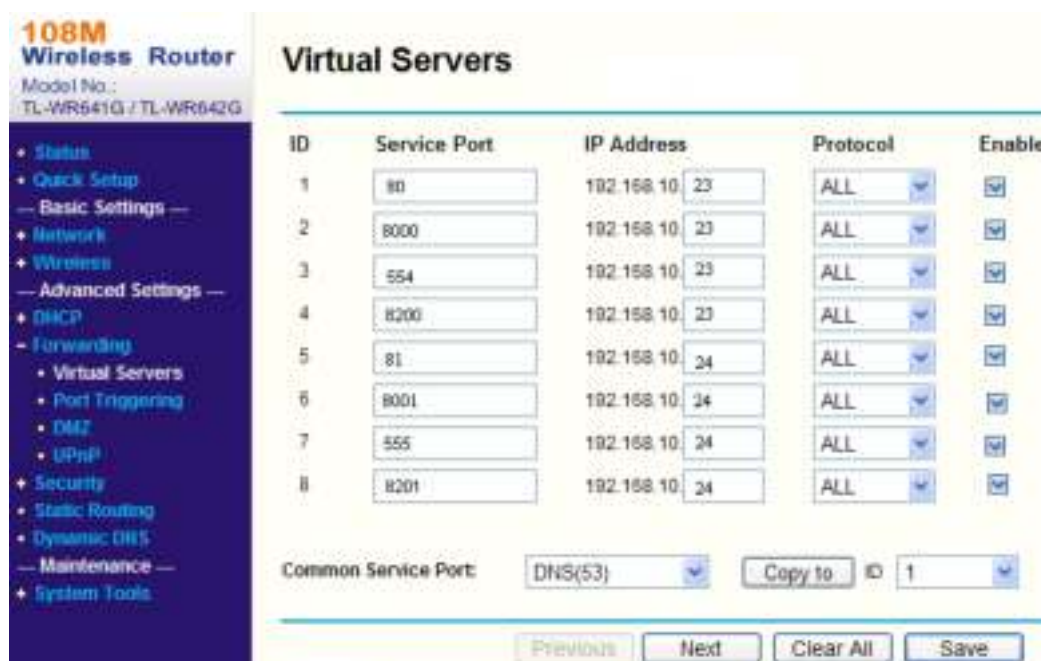 108M
Wireless Router
Model No.:
TL-WR641G / TL-WR642G
Status
Quick Setup
--- Basic Settings ---
Network
Wireless
--- Advanced Settings ---
DHCP
Forwarding
Virtual Servers
Port Triggering
DMZ
UPnP
Security
Static Routing
Dynamic DNS
--- Maintenance ---
System Tools
Virtual Servers
ID Service Port IP Address Protocol Enable
1 80 192.168.10. 23 ALL
2 8000 192.168.10. 23 ALL
3 554 192.168.10. 23 ALL
4 8200 192.168.10. 23 ALL
5 81 192.168.10. 24 ALL
6 8001 192.168.10. 24 ALL
7 555 192.168.10. 24 ALL
8 8201 192.168.10. 24 ALL
Common Service Port: DNS(53) Copy to ID 1
Previous Next Clear All Save